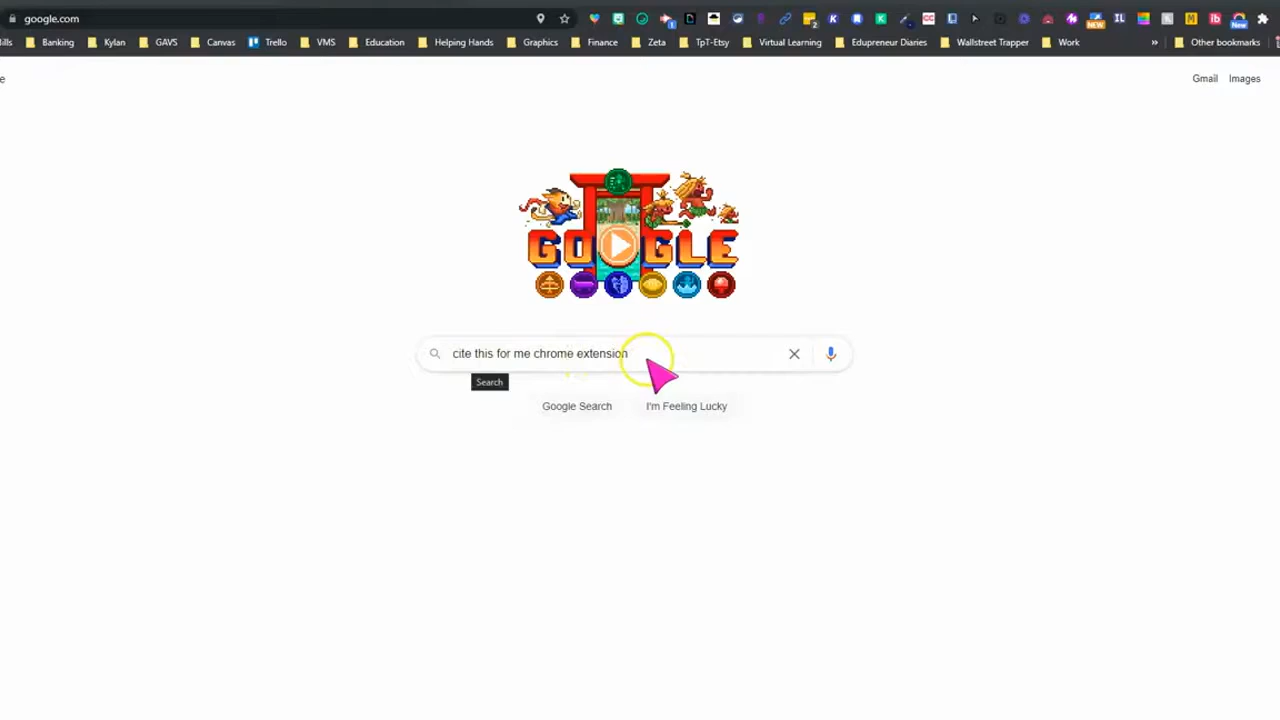 google.com
ills Banking Kylan GAVS Canvas Trello VMS Education Helping Hands Graphics Finance Zeta TpT-Etsy Virtual Learning Edupreneur Diaries Wallstreet Trapper Work » Other bookmarks
e Gmail Images
GOOGLE
cite this for me chrome extension
Search
Google Search I'm Feeling Lucky